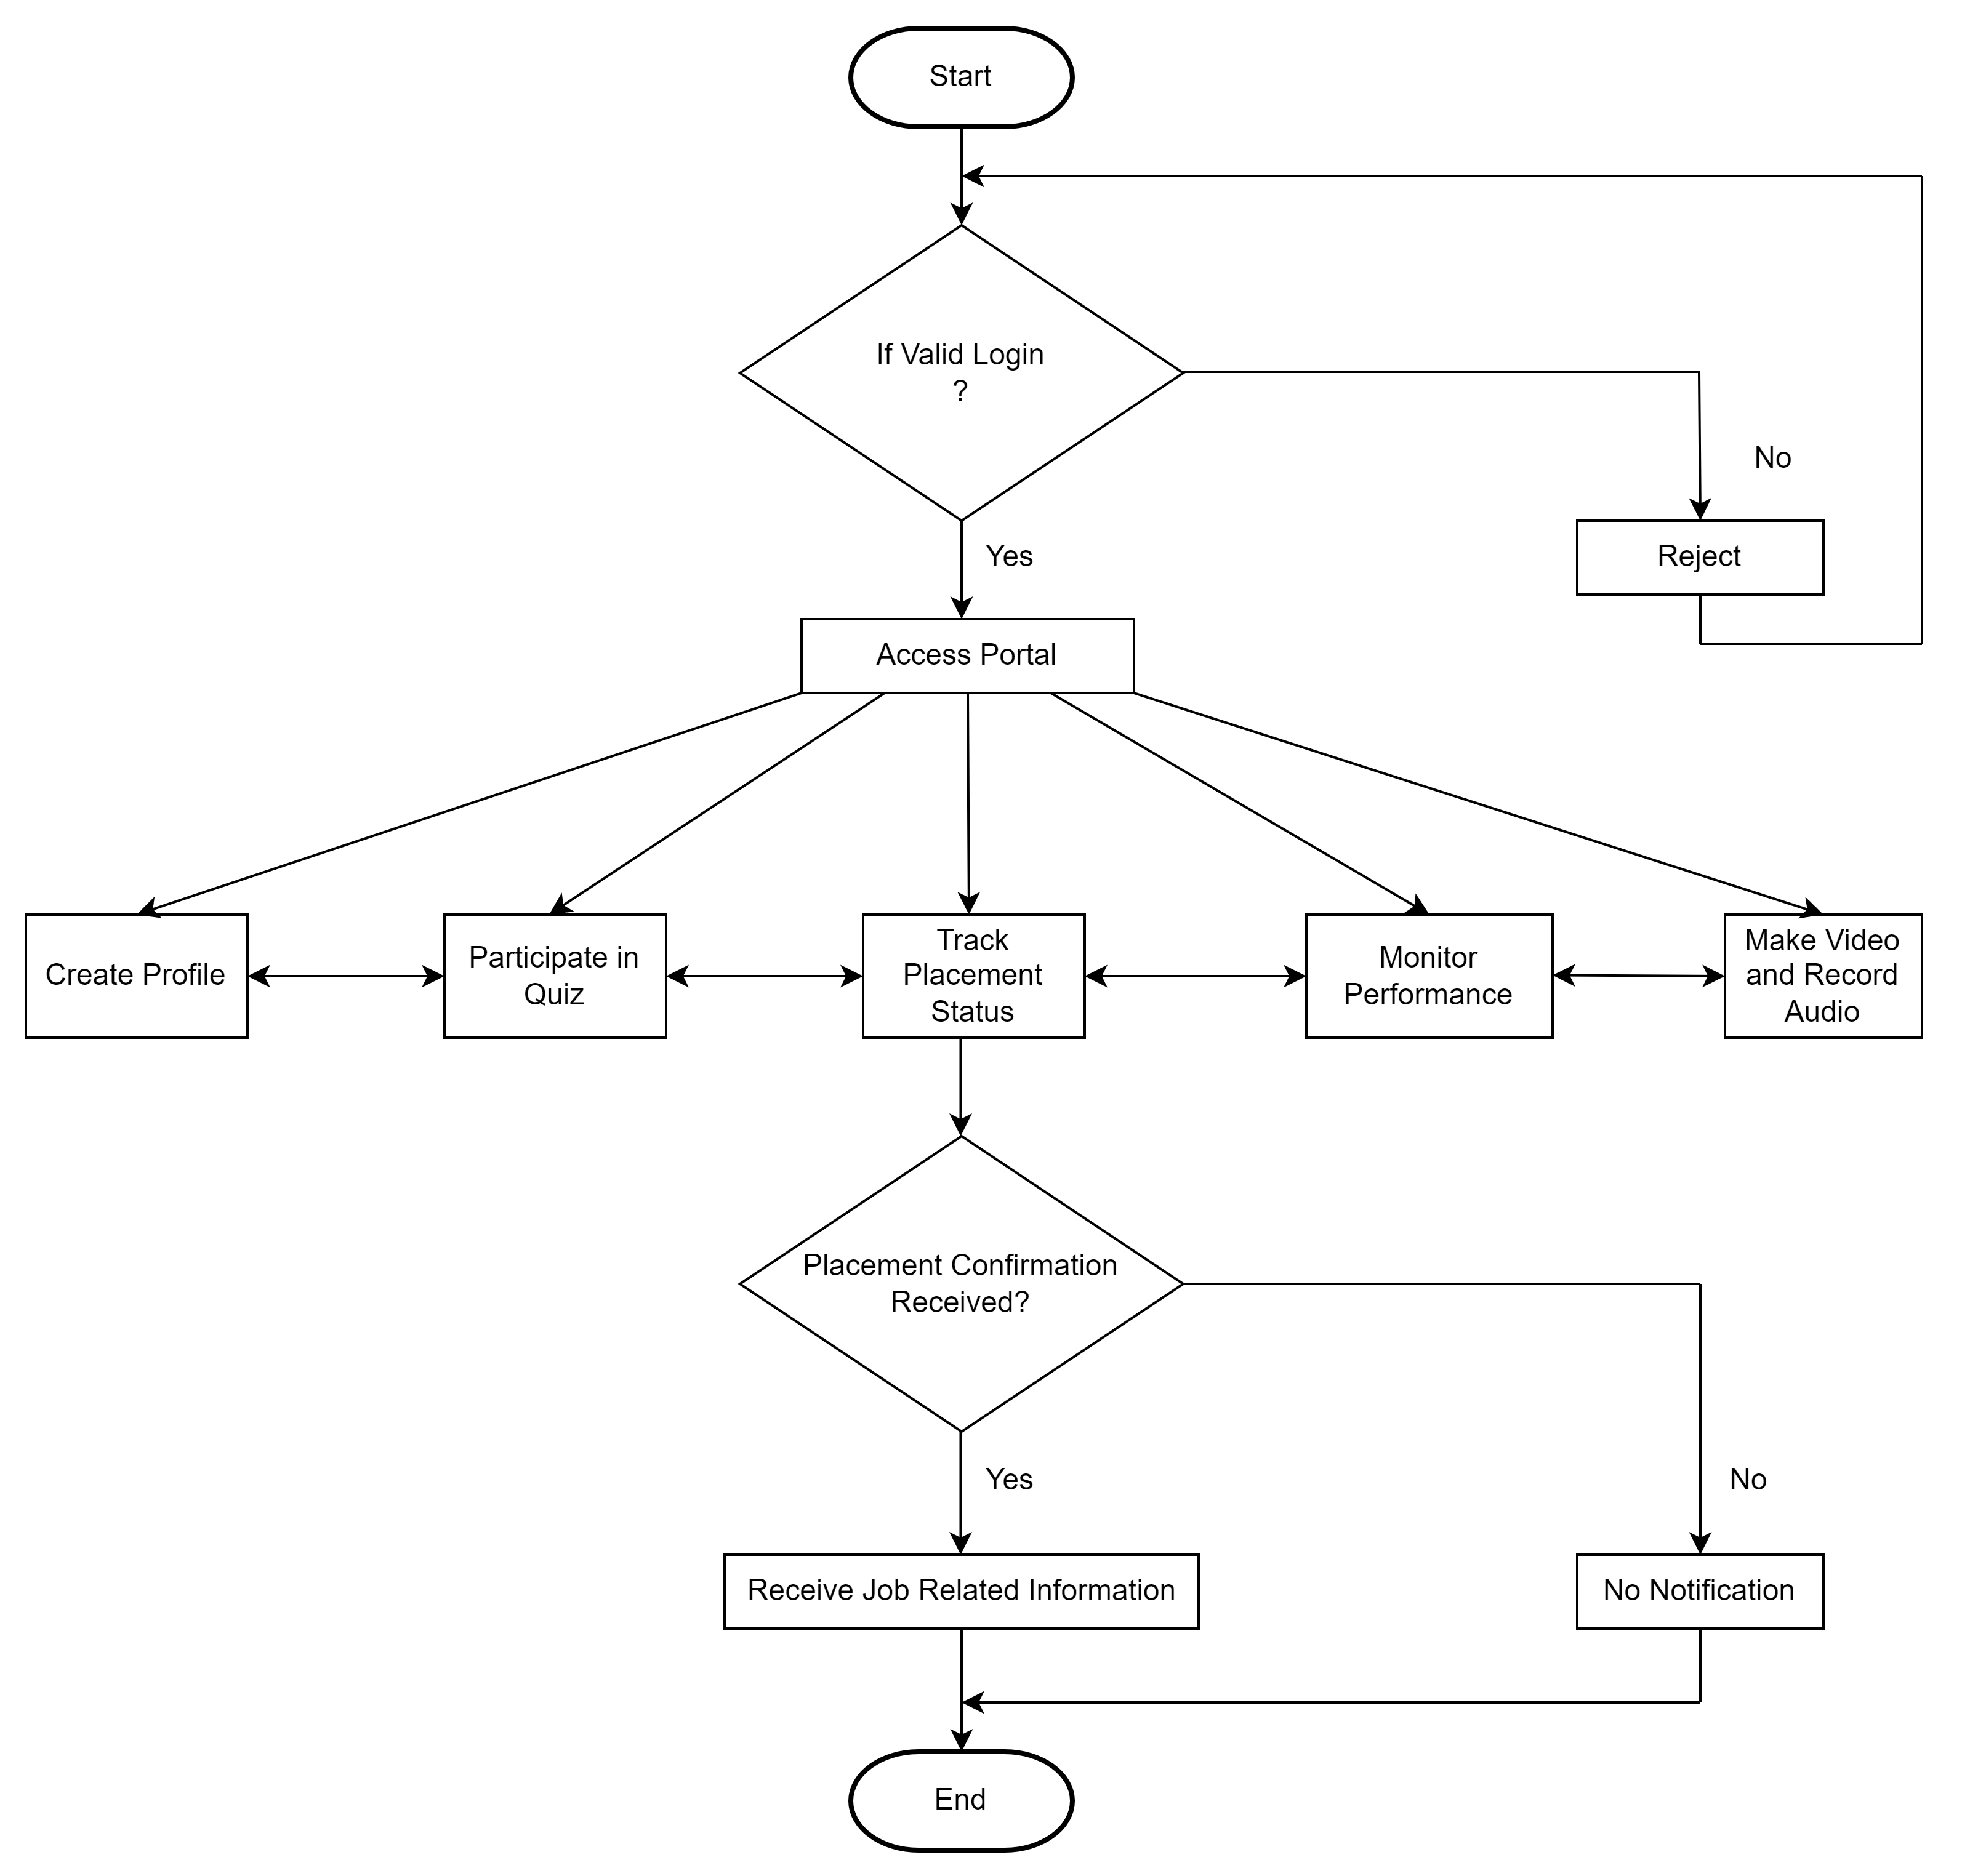 Start
If Valid Login
?
No
Yes
Reject
Access Portal
Create Profile
Participate in
Quiz
Track
Placement
Status
Monitor
Performance
Make Video
and Record
Audio
Placement Confirmation
Received?
Yes
No
Receive Job Related Information
No Notification
End